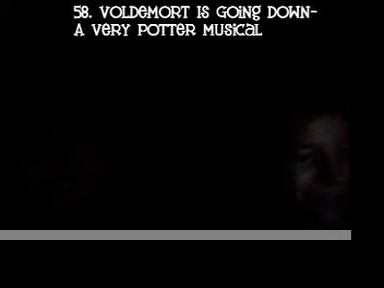 58. VOLDEMORT IS GOING DOWN-
A VERY POTTER MUSICAL